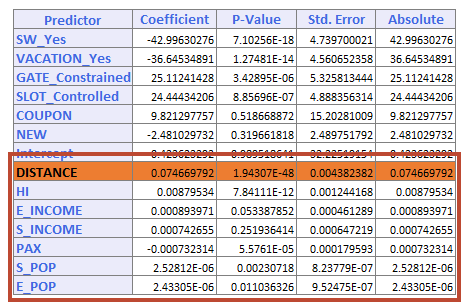 Predictor Coefficient P-Value Std. Error Absolute
SW_Yes -42.99630276 7.10256E-18 4.739700021 42.99630276
VACATION_Yes -36.64534891 1.27481E-14 4.560652358 36.64534891
GATE_Constrained 25.11241428 3.42895E-06 5.325813444 25.11241428
SLOT_Controlled 24.44434206 8.85696E-07 4.888356314 24.44434206
COUPON 9.821297757 0.518668872 15.20281009 9.821297757
NEW -2.481029732 0.319661818 2.489751792 2.481029732
Intercept
DISTANCE 0.074669792 1.94307E-48 0.004382382 0.074669792
HI 0.00879534 7.84111E-12 0.001244168 0.00879534
E_INCOME 0.000893971 0.053387852 0.000461289 0.000893971
S_INCOME 0.000742655 0.251936414 0.000647219 0.000742655
PAX -0.000732314 5.5761E-05 0.000179593 0.000732314
S_POP 2.52812E-06 0.00230718 8.23779E-07 2.52812E-06
E_POP 2.43305E-06 0.011036326 9.52475E-07 2.43305E-06